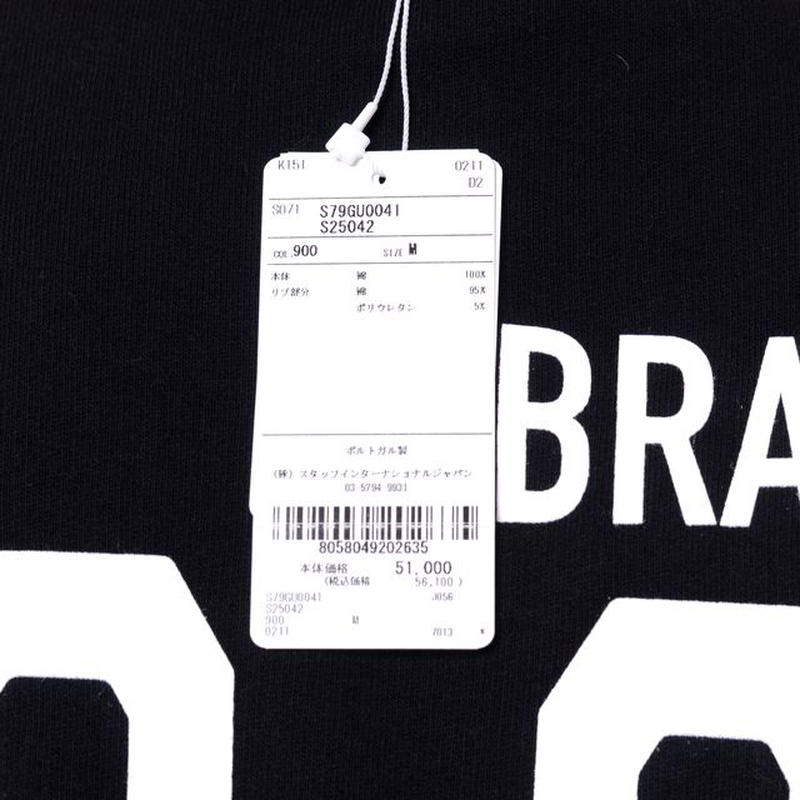 K151 0211
D2
S071 S79GU0041
S25042
COL.900 SIZE M
本体 綿 100%
リブ部分 綿 95%
ポリウレタン 5%
ポルトガル製
(株) スタッフインターナショナルジャパン
03 5794 9931
8058049202635
本体価格 51,000
(税込価格 56,100 )
S79GU0041 J056
S25042
900 M
0211 7013 *
BRA